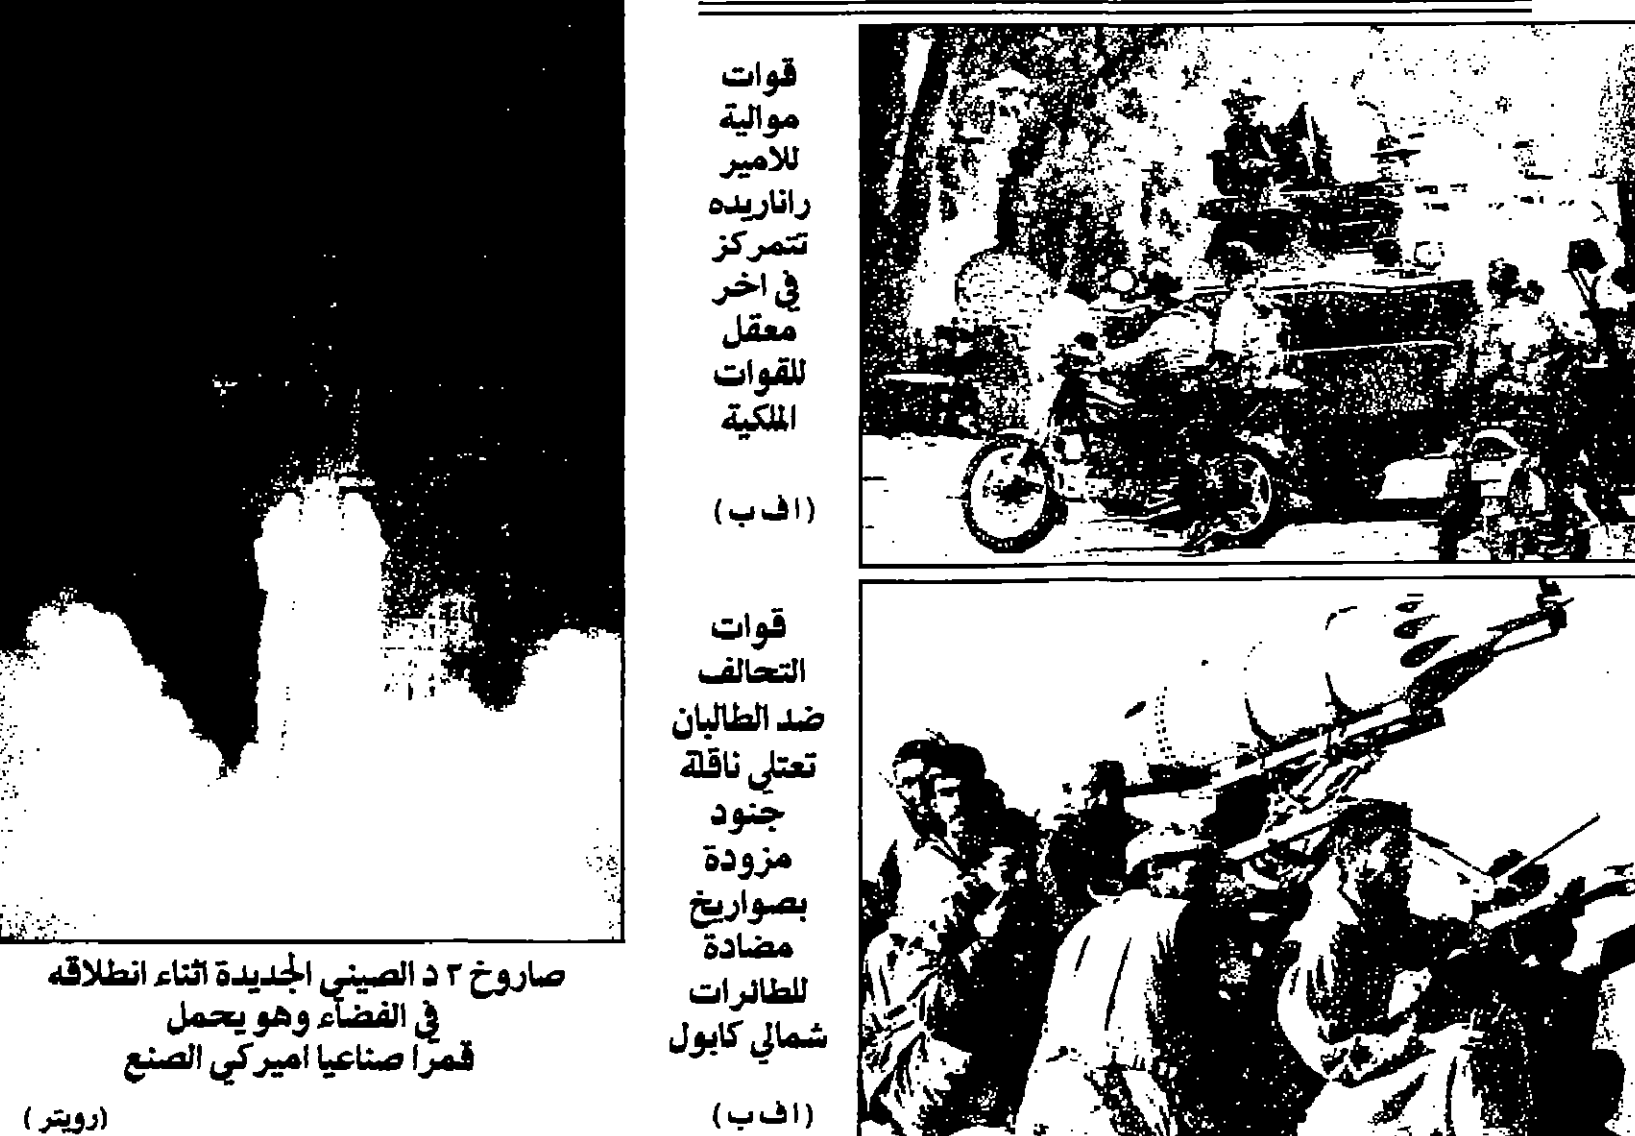 قوات
موالية
للامير
راناريده
تتمركز
في اخر
معقل
للقوات
الملكية
(ا ف ب)
قوات
التحالف
ضد الطالبان
تعتلي ناقلة
جنود
مزودة
بصواريخ
مضادة
للطائرات
شمالي كابول
(ا ف ب)
صاروخ ٢ د الصيني الجديدة اثناء انطلاقه
في الفضاء وهو يحمل
قمرا صناعيا اميركي الصنع
(رويتر)